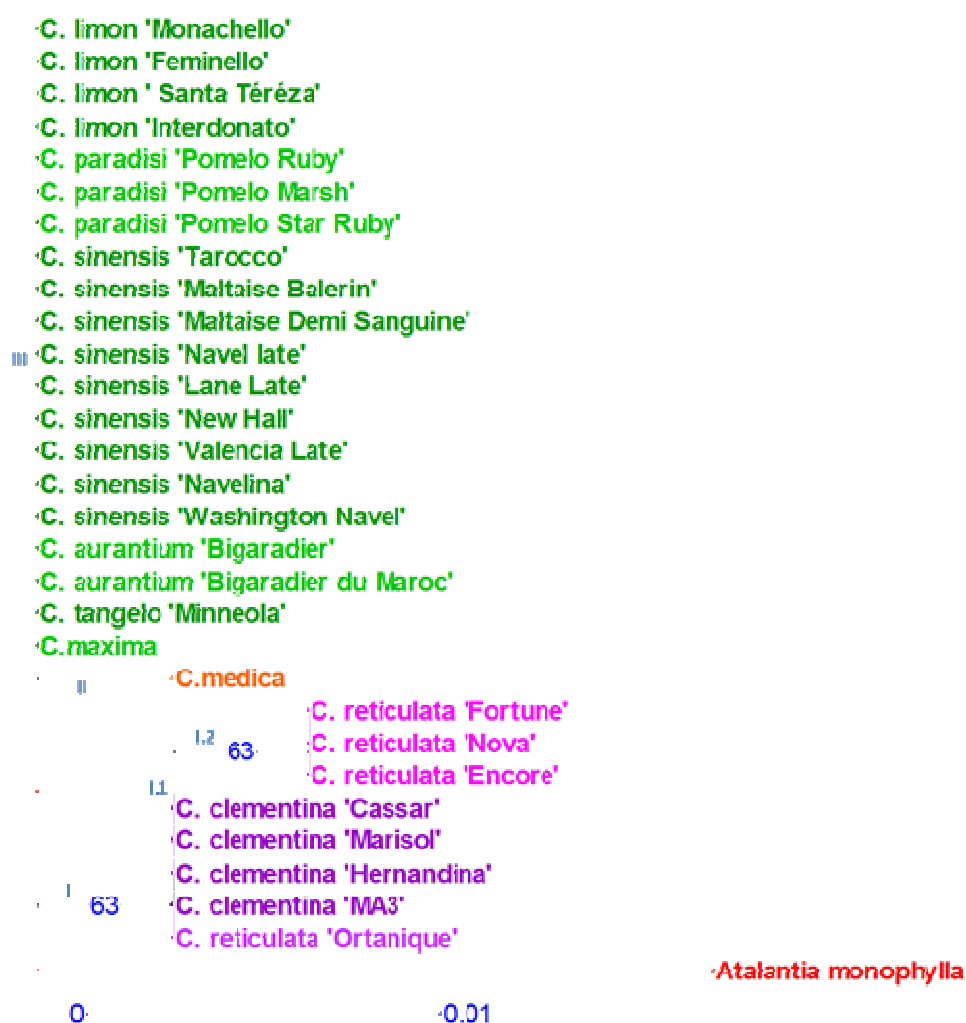 C. limon 'Monachello'
C. limon 'Feminello'
C. limon ' Santa Téréza'
C. limon 'Interdonato'
C. paradisi 'Pomelo Ruby'
C. paradisi 'Pomelo Marsh'
C. paradisi 'Pomelo Star Ruby'
C. sinensis 'Tarocco'
C. sinensis 'Maltaise Balerin'
C. sinensis 'Maltaise Demi Sanguine'
III C. sinensis 'Navel late'
C. sinensis 'Lane Late'
C. sinensis 'New Hall'
C. sinensis 'Valencia Late'
C. sinensis 'Navelina'
C. sinensis 'Washington Navel'
C. aurantium 'Bigaradier'
C. aurantium 'Bigaradier du Maroc'
C. tangelo 'Minneola'
C.maxima
II C.medica
C. reticulata 'Fortune'
I.2 63 C. reticulata 'Nova'
C. reticulata 'Encore'
I.1
C. clementina 'Cassar'
C. clementina 'Marisol'
C. clementina 'Hernandina'
I
63 C. clementina 'MA3'
C. reticulata 'Ortanique'
Atalantia monophylla
0 0.01